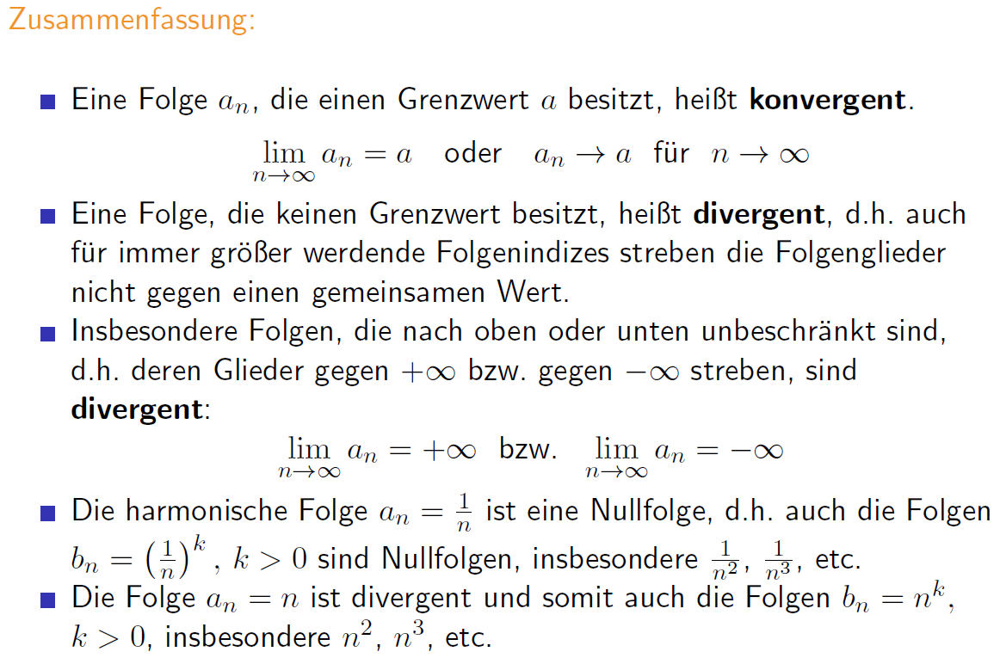 Zusammenfassung:
Eine Folge $a_n$, die einen Grenzwert $a$ besitzt, heißt konvergent.
$\lim_{n\to\infty} a_n = a$ oder $a_n \to a$ für $n \to \infty$
Eine Folge, die keinen Grenzwert besitzt, heißt divergent, d.h. auch
für immer größer werdende Folgenindizes streben die Folgenglieder
nicht gegen einen gemeinsamen Wert.
Insbesondere Folgen, die nach oben oder unten unbeschränkt sind,
d.h. deren Glieder gegen $+\infty$ bzw. gegen $-\infty$ streben, sind
divergent:
$\lim_{n\to\infty} a_n = +\infty$ bzw. $\lim_{n\to\infty} a_n = -\infty$
Die harmonische Folge $a_n = \frac{1}{n}$ ist eine Nullfolge, d.h. auch die Folgen
$b_n = \left(\frac{1}{n}\right)^k$, $k > 0$ sind Nullfolgen, insbesondere $\frac{1}{n^2}$, $\frac{1}{n^3}$, etc.
Die Folge $a_n = n$ ist divergent und somit auch die Folgen $b_n = n^k$,
$k > 0$, insbesondere $n^2$, $n^3$, etc.